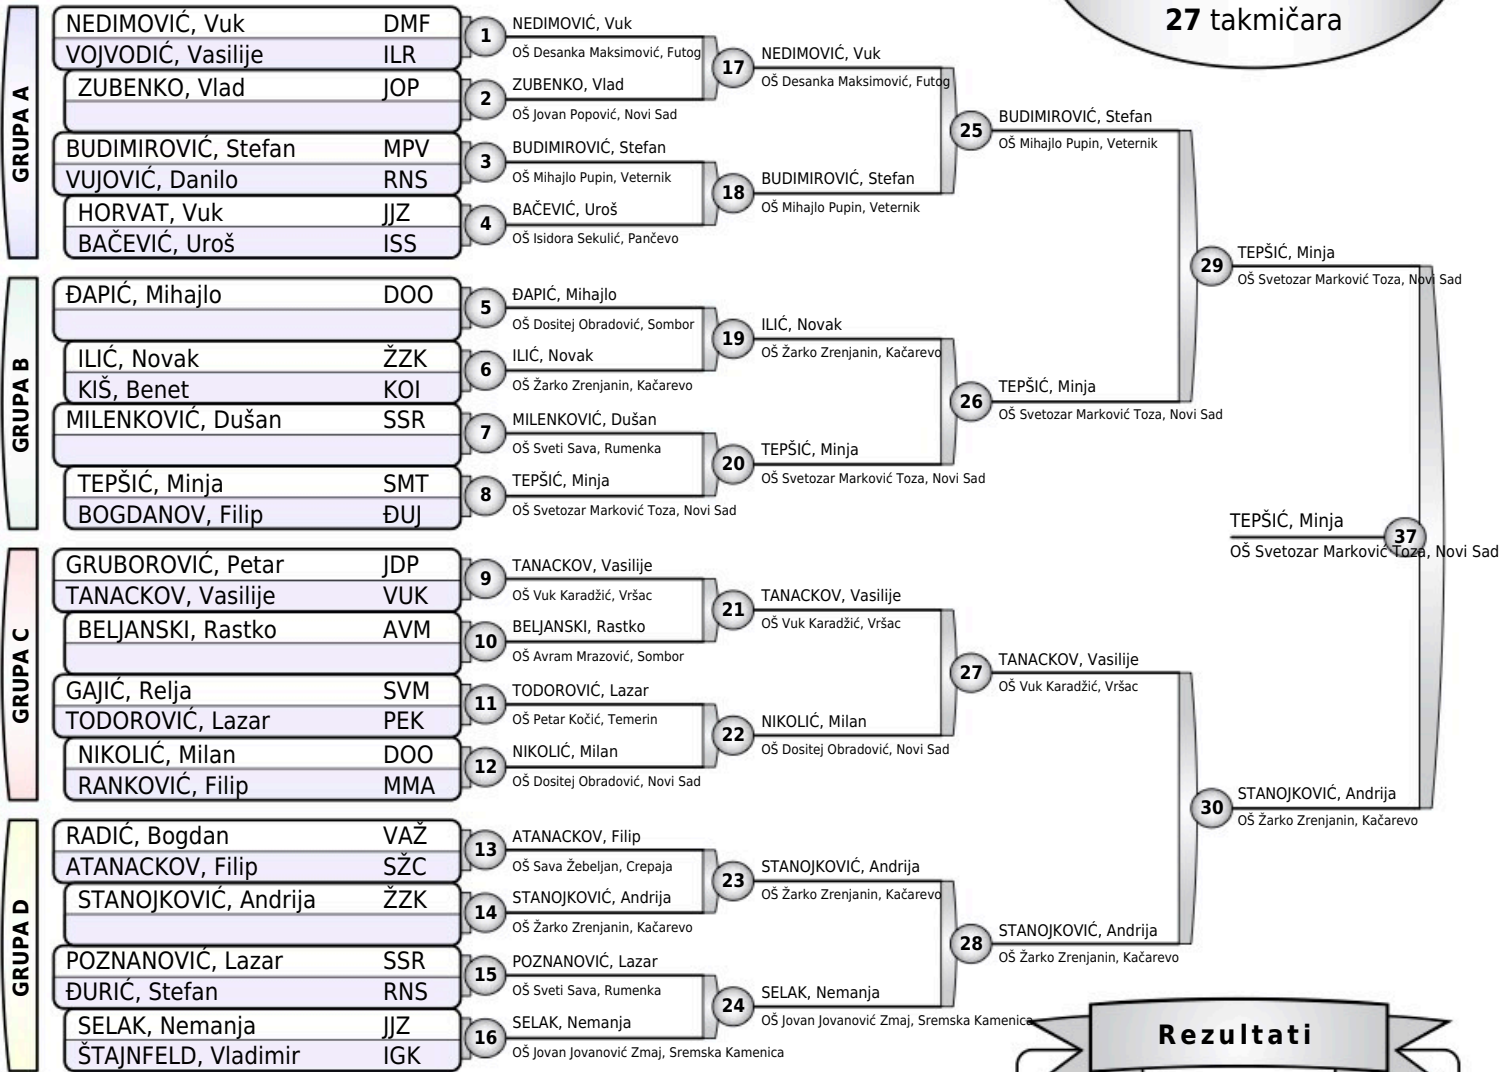 27 takmičara
GRUPA A
NEDIMOVIĆ, Vuk DMF
VOJVODIĆ, Vasilije ILR
ZUBENKO, Vlad JOP
BUDIMIROVIĆ, Stefan MPV
VUJOVIĆ, Danilo RNS
HORVAT, Vuk JJZ
BAČEVIĆ, Uroš ISS
GRUPA B
ĐAPIĆ, Mihajlo DOO
ILIĆ, Novak ŽZK
KIŠ, Benet KOI
MILENKOVIĆ, Dušan SSR
TEPŠIĆ, Minja SMT
BOGDANOV, Filip ĐUJ
GRUPA C
GRUBOROVIĆ, Petar JDP
TANACKOV, Vasilije VUK
BELJANSKI, Rastko AVM
GAJIĆ, Relja SVM
TODOROVIĆ, Lazar PEK
NIKOLIĆ, Milan DOO
RANKOVIĆ, Filip MMA
GRUPA D
RADIĆ, Bogdan VAŽ
ATANACKOV, Filip SŽC
STANOJKOVIĆ, Andrija ŽZK
POZNANOVIĆ, Lazar SSR
ĐURIĆ, Stefan RNS
SELAK, Nemanja JJZ
ŠTAJNFELD, Vladimir IGK
1 NEDIMOVIĆ, Vuk
OŠ Desanka Maksimović, Futog
2 ZUBENKO, Vlad
OŠ Jovan Popović, Novi Sad
3 BUDIMIROVIĆ, Stefan
OŠ Mihajlo Pupin, Veternik
4 BAČEVIĆ, Uroš
OŠ Isidora Sekulić, Pančevo
5 ĐAPIĆ, Mihajlo
OŠ Dositej Obradović, Sombor
6 ILIĆ, Novak
OŠ Žarko Zrenjanin, Kačarevo
7 MILENKOVIĆ, Dušan
OŠ Sveti Sava, Rumenka
8 TEPŠIĆ, Minja
OŠ Svetozar Marković Toza, Novi Sad
9 TANACKOV, Vasilije
OŠ Vuk Karadžić, Vršac
10 BELJANSKI, Rastko
OŠ Avram Mrazović, Sombor
11 TODOROVIĆ, Lazar
OŠ Petar Kočić, Temerin
12 NIKOLIĆ, Milan
OŠ Dositej Obradović, Novi Sad
13 ATANACKOV, Filip
OŠ Sava Žebeljan, Crepaja
14 STANOJKOVIĆ, Andrija
OŠ Žarko Zrenjanin, Kačarevo
15 POZNANOVIĆ, Lazar
OŠ Sveti Sava, Rumenka
16 SELAK, Nemanja
OŠ Jovan Jovanović Zmaj, Sremska Kamenica
17 NEDIMOVIĆ, Vuk
OŠ Desanka Maksimović, Futog
18 BUDIMIROVIĆ, Stefan
OŠ Mihajlo Pupin, Veternik
19 ILIĆ, Novak
OŠ Žarko Zrenjanin, Kačarevo
20 TEPŠIĆ, Minja
OŠ Svetozar Marković Toza, Novi Sad
21 TANACKOV, Vasilije
OŠ Vuk Karadžić, Vršac
22 NIKOLIĆ, Milan
OŠ Dositej Obradović, Novi Sad
23 STANOJKOVIĆ, Andrija
OŠ Žarko Zrenjanin, Kačarevo
24 SELAK, Nemanja
OŠ Jovan Jovanović Zmaj, Sremska Kamenica
25 BUDIMIROVIĆ, Stefan
OŠ Mihajlo Pupin, Veternik
26 TEPŠIĆ, Minja
OŠ Svetozar Marković Toza, Novi Sad
27 TANACKOV, Vasilije
OŠ Vuk Karadžić, Vršac
28 STANOJKOVIĆ, Andrija
OŠ Žarko Zrenjanin, Kačarevo
29 TEPŠIĆ, Minja
OŠ Svetozar Marković Toza, Novi Sad
30 STANOJKOVIĆ, Andrija
OŠ Žarko Zrenjanin, Kačarevo
TEPŠIĆ, Minja 37
OŠ Svetozar Marković Toza, Novi Sad
Rezultati